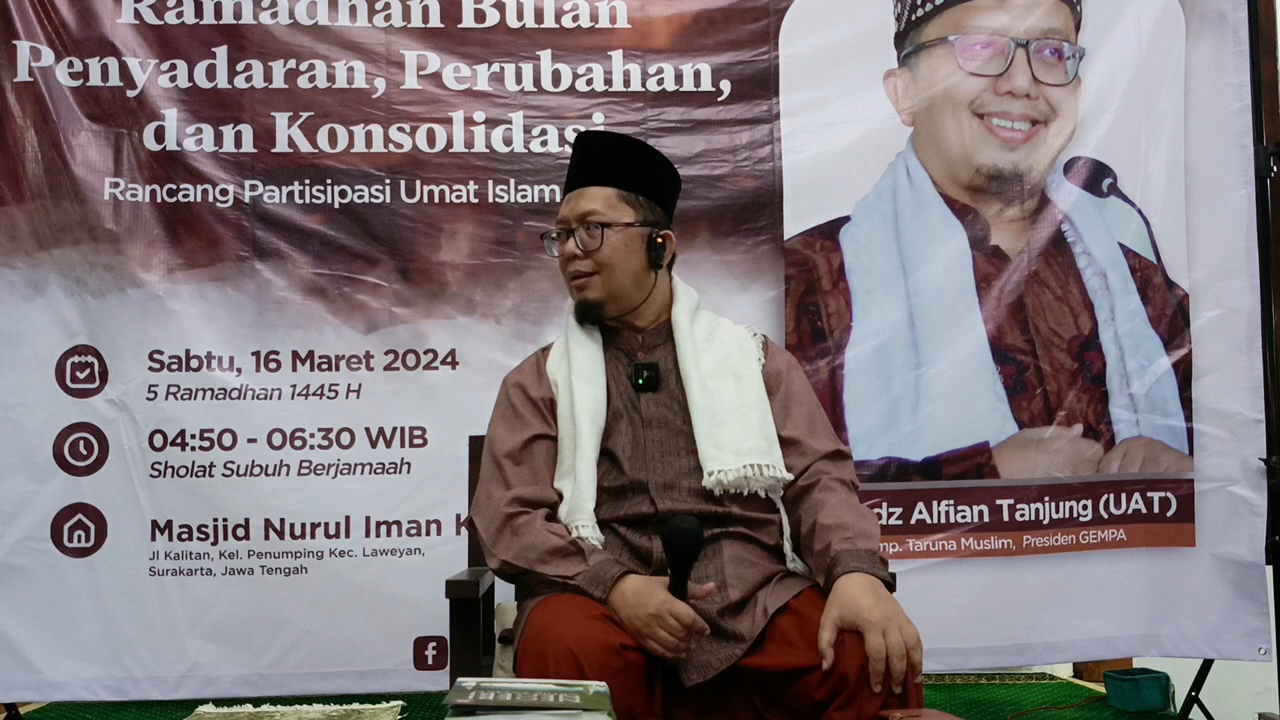 Ramadhan Bulan
Penyadaran, Perubahan,
dan Konsolidasi
Rancang Partisipasi Umat Islam
Sabtu, 16 Maret 2024
5 Ramadhan 1445 H
04:50 - 06:30 WIB
Sholat Subuh Berjamaah
Masjid Nurul Iman K
Jl Kalitan, Kel. Penumping Kec. Laweyan,
Surakarta, Jawa Tengah
dz Alfian Tanjung (UAT)
mp. Taruna Muslim, Presiden GEMPA
f